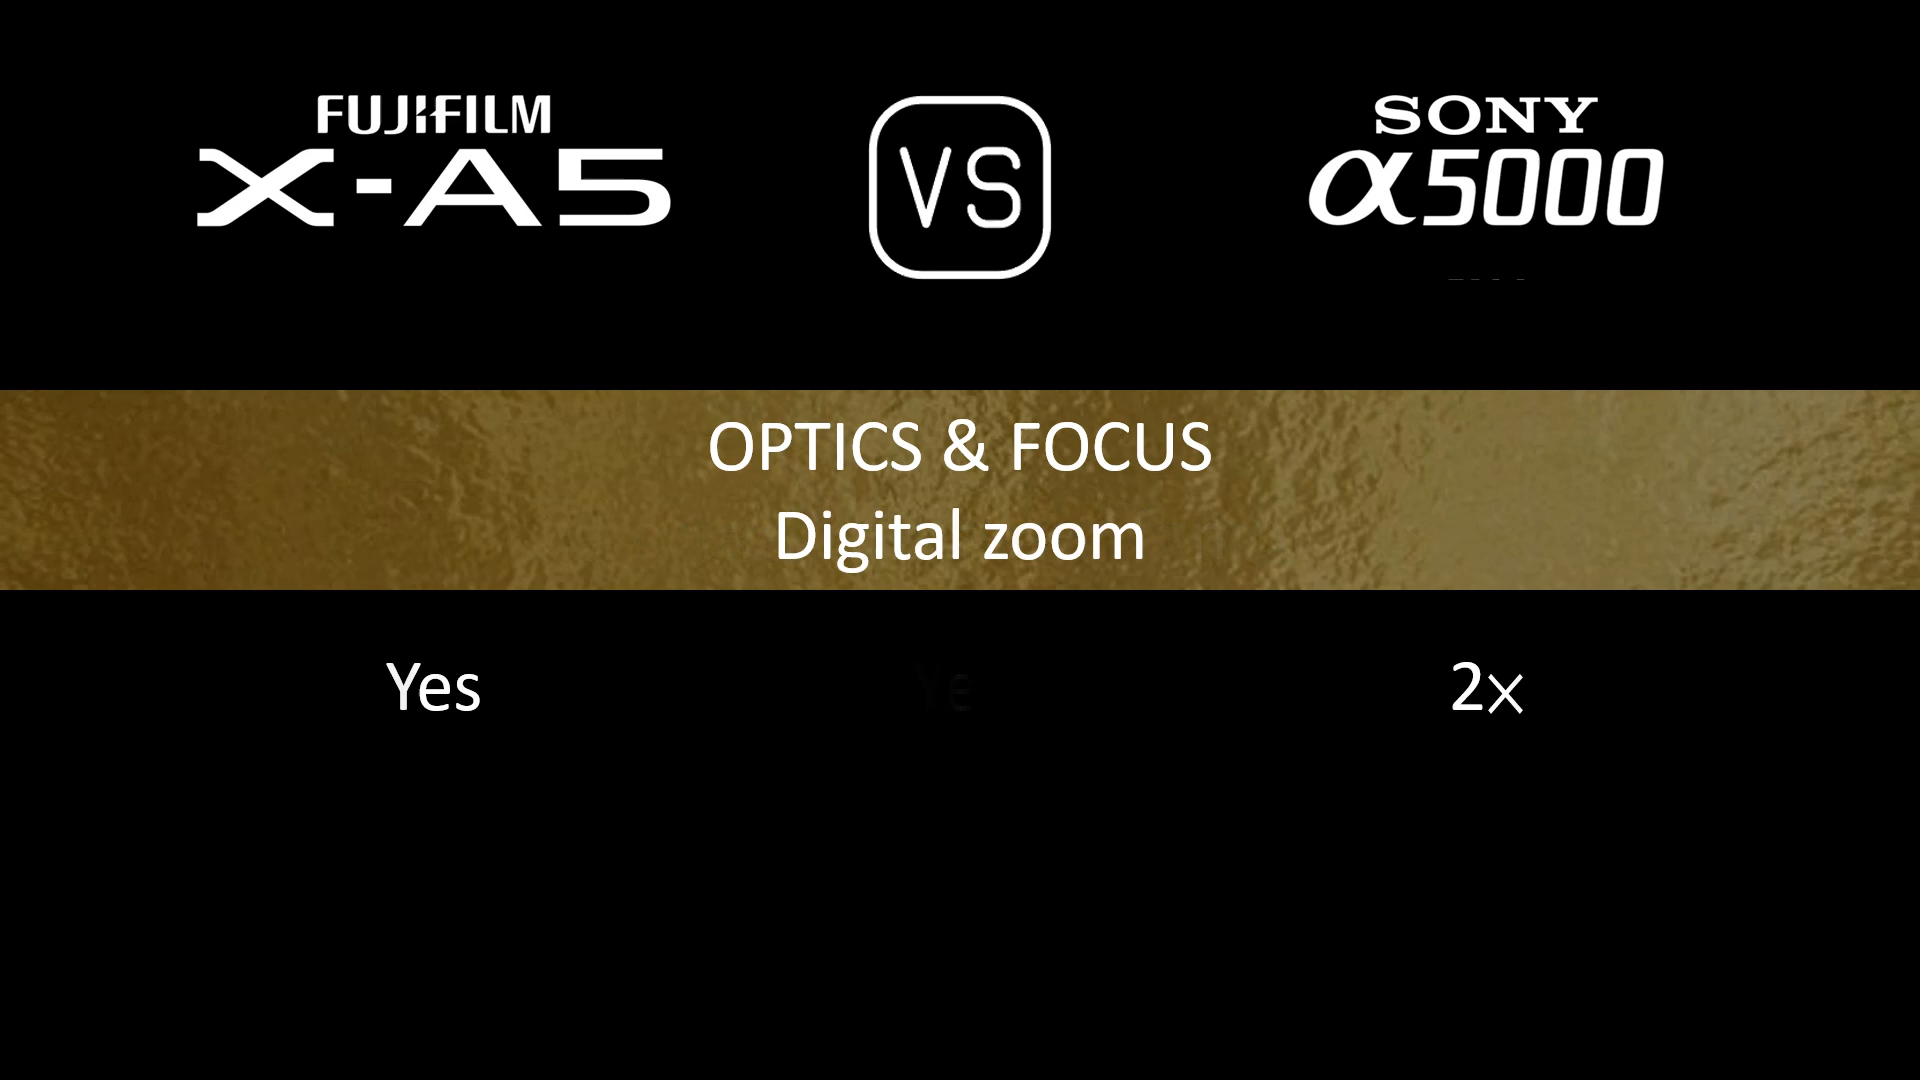 FUJIFILM
X-A5
VS
SONY
α5000
OPTICS & FOCUS
Digital zoom
Yes
2x